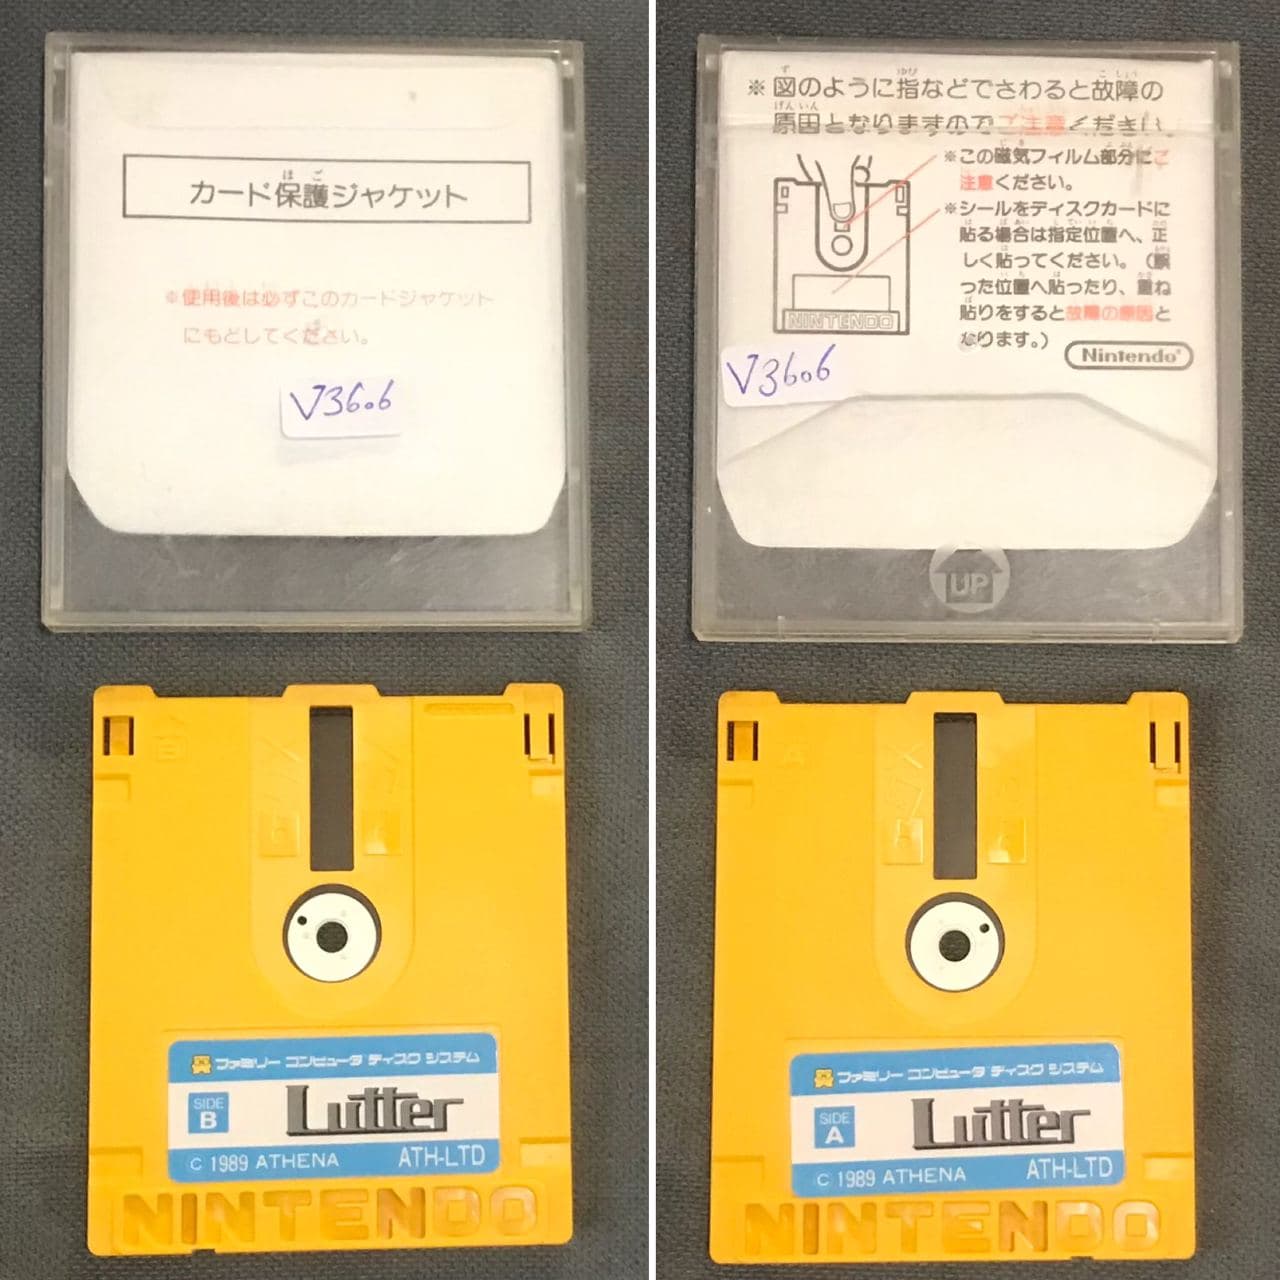 カード保護ジャケット
ほご
※使用後は必ずこのカードジャケット
にもどしてください。
V3606
SIDE B
ファミリー コンピュータ ディスク システム
Lutter
© 1989 ATHENA
ATH-LTD
NINTENDO
※図のように指などでさわると故障の
原因となりますのでご注意ください。
※この磁気フィルム部分にご
注意ください。
※シールをディスクカードに
貼る場合は指定位置へ、正
しく貼ってください。(誤
った位置へ貼ったり、重ね
貼りをすると故障の原因と
なります。)
NINTENDO
Nintendo®
V3606
UP
SIDE A
ファミリー コンピュータ ディスク システム
Lutter
© 1989 ATHENA
ATH-LTD
NINTENDO